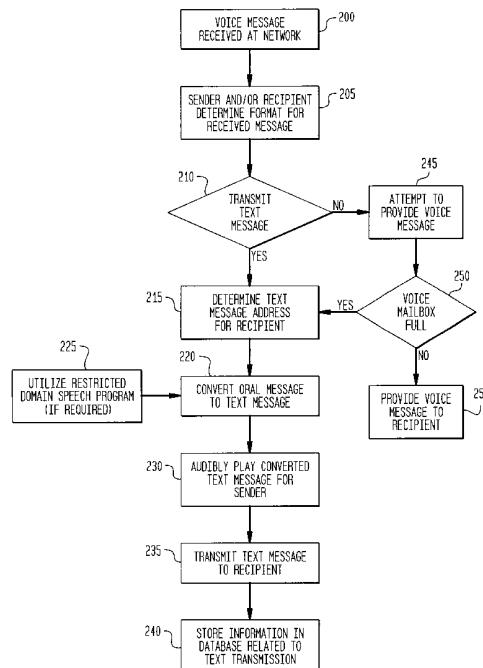 200
VOICE MESSAGE
RECEIVED AT NETWORK
205
SENDER AND/OR RECIPIENT
DETERMINE FORMAT FOR
RECEIVED MESSAGE
210
TRANSMIT
TEXT
MESSAGE
NO
YES
245
ATTEMPT TO
PROVIDE VOICE
MESSAGE
250
VOICE
MAILBOX
FULL
YES
NO
215
DETERMINE TEXT
MESSAGE ADDRESS
FOR RECIPIENT
225
UTILIZE RESTRICTED
DOMAIN SPEECH PROGRAM
(IF REQUIRED)
220
CONVERT ORAL MESSAGE
TO TEXT MESSAGE
PROVIDE VOICE
MESSAGE TO
RECIPIENT
230
AUDIBLY PLAY CONVERTED
TEXT MESSAGE FOR
SENDER
235
TRANSMIT TEXT MESSAGE
TO RECIPIENT
240
STORE INFORMATION IN
DATABASE RELATED TO
TEXT TRANSMISSION